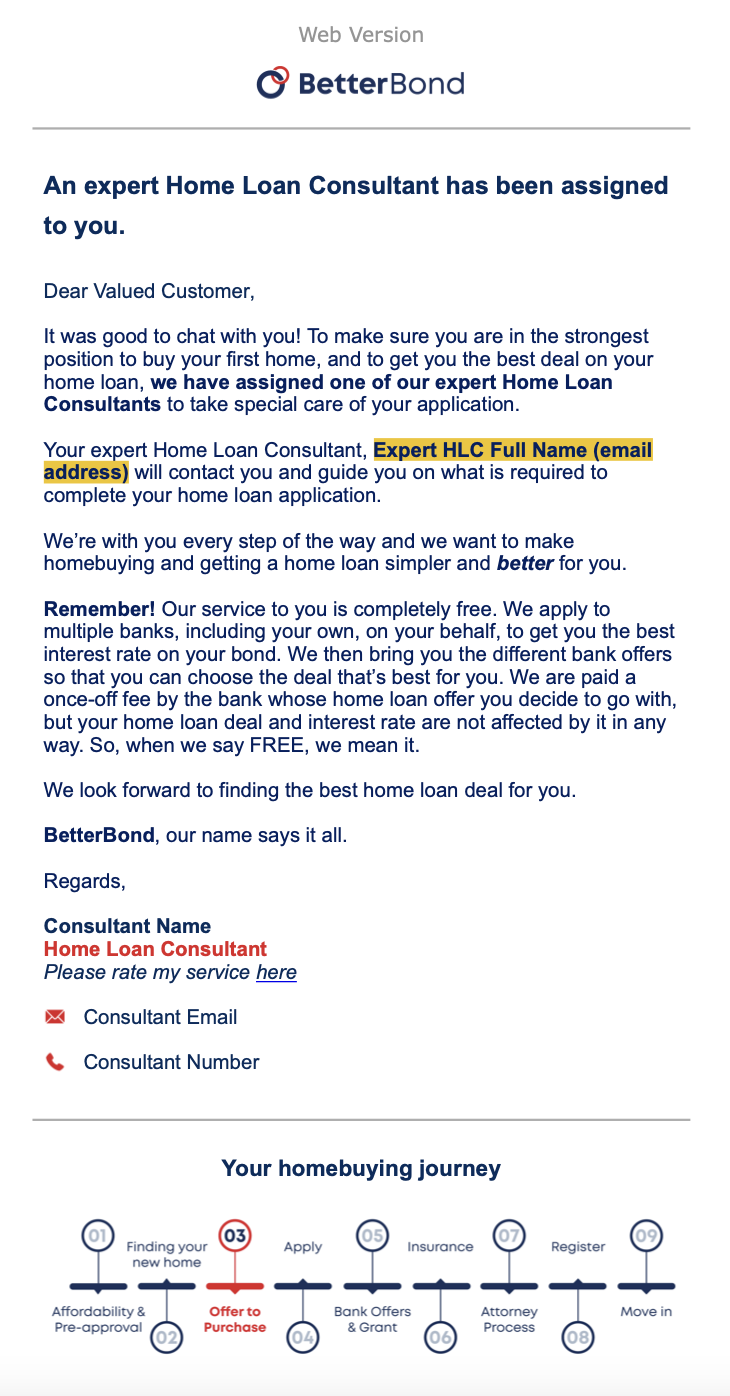 Web Version
BetterBond
An expert Home Loan Consultant has been assigned
to you.
Dear Valued Customer,
It was good to chat with you! To make sure you are in the strongest
position to buy your first home, and to get you the best deal on your
home loan, we have assigned one of our expert Home Loan
Consultants to take special care of your application.
Your expert Home Loan Consultant, Expert HLC Full Name (email
address) will contact you and guide you on what is required to
complete your home loan application.
We’re with you every step of the way and we want to make
homebuying and getting a home loan simpler and better for you.
Remember! Our service to you is completely free. We apply to
multiple banks, including your own, on your behalf, to get you the best
interest rate on your bond. We then bring you the different bank offers
so that you can choose the deal that’s best for you. We are paid a
once-off fee by the bank whose home loan offer you decide to go with,
but your home loan deal and interest rate are not affected by it in any
way. So, when we say FREE, we mean it.
We look forward to finding the best home loan deal for you.
BetterBond, our name says it all.
Regards,
Consultant Name
Home Loan Consultant
Please rate my service here
Consultant Email
Consultant Number
Your homebuying journey
01
Affordability &
Pre-approval
Finding your
new home
02
03
Offer to
Purchase
Apply
04
05
Bank Offers
& Grant
Insurance
06
07
Attorney
Process
Register
08
09
Move in